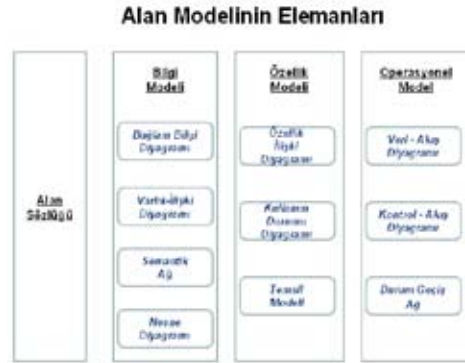 Alan Modelinin Elemanları
Alan
Sözlüğü
Bilgi
Modeli
Bağlam Bilgi
Diyagramı
Varlık-İlişki
Diyagramı
Semantik
Ağ
Nesne
Diyagramı
Özellik
Modeli
Özellik
İlişki
Diyagramı
Kullanım
Durumu
Diyagramı
Temsil
Modeli
Operasyonel
Model
Veri - Akış
Diyagramı
Kontrol - Akış
Diyagramı
Durum Geçiş
Ağ